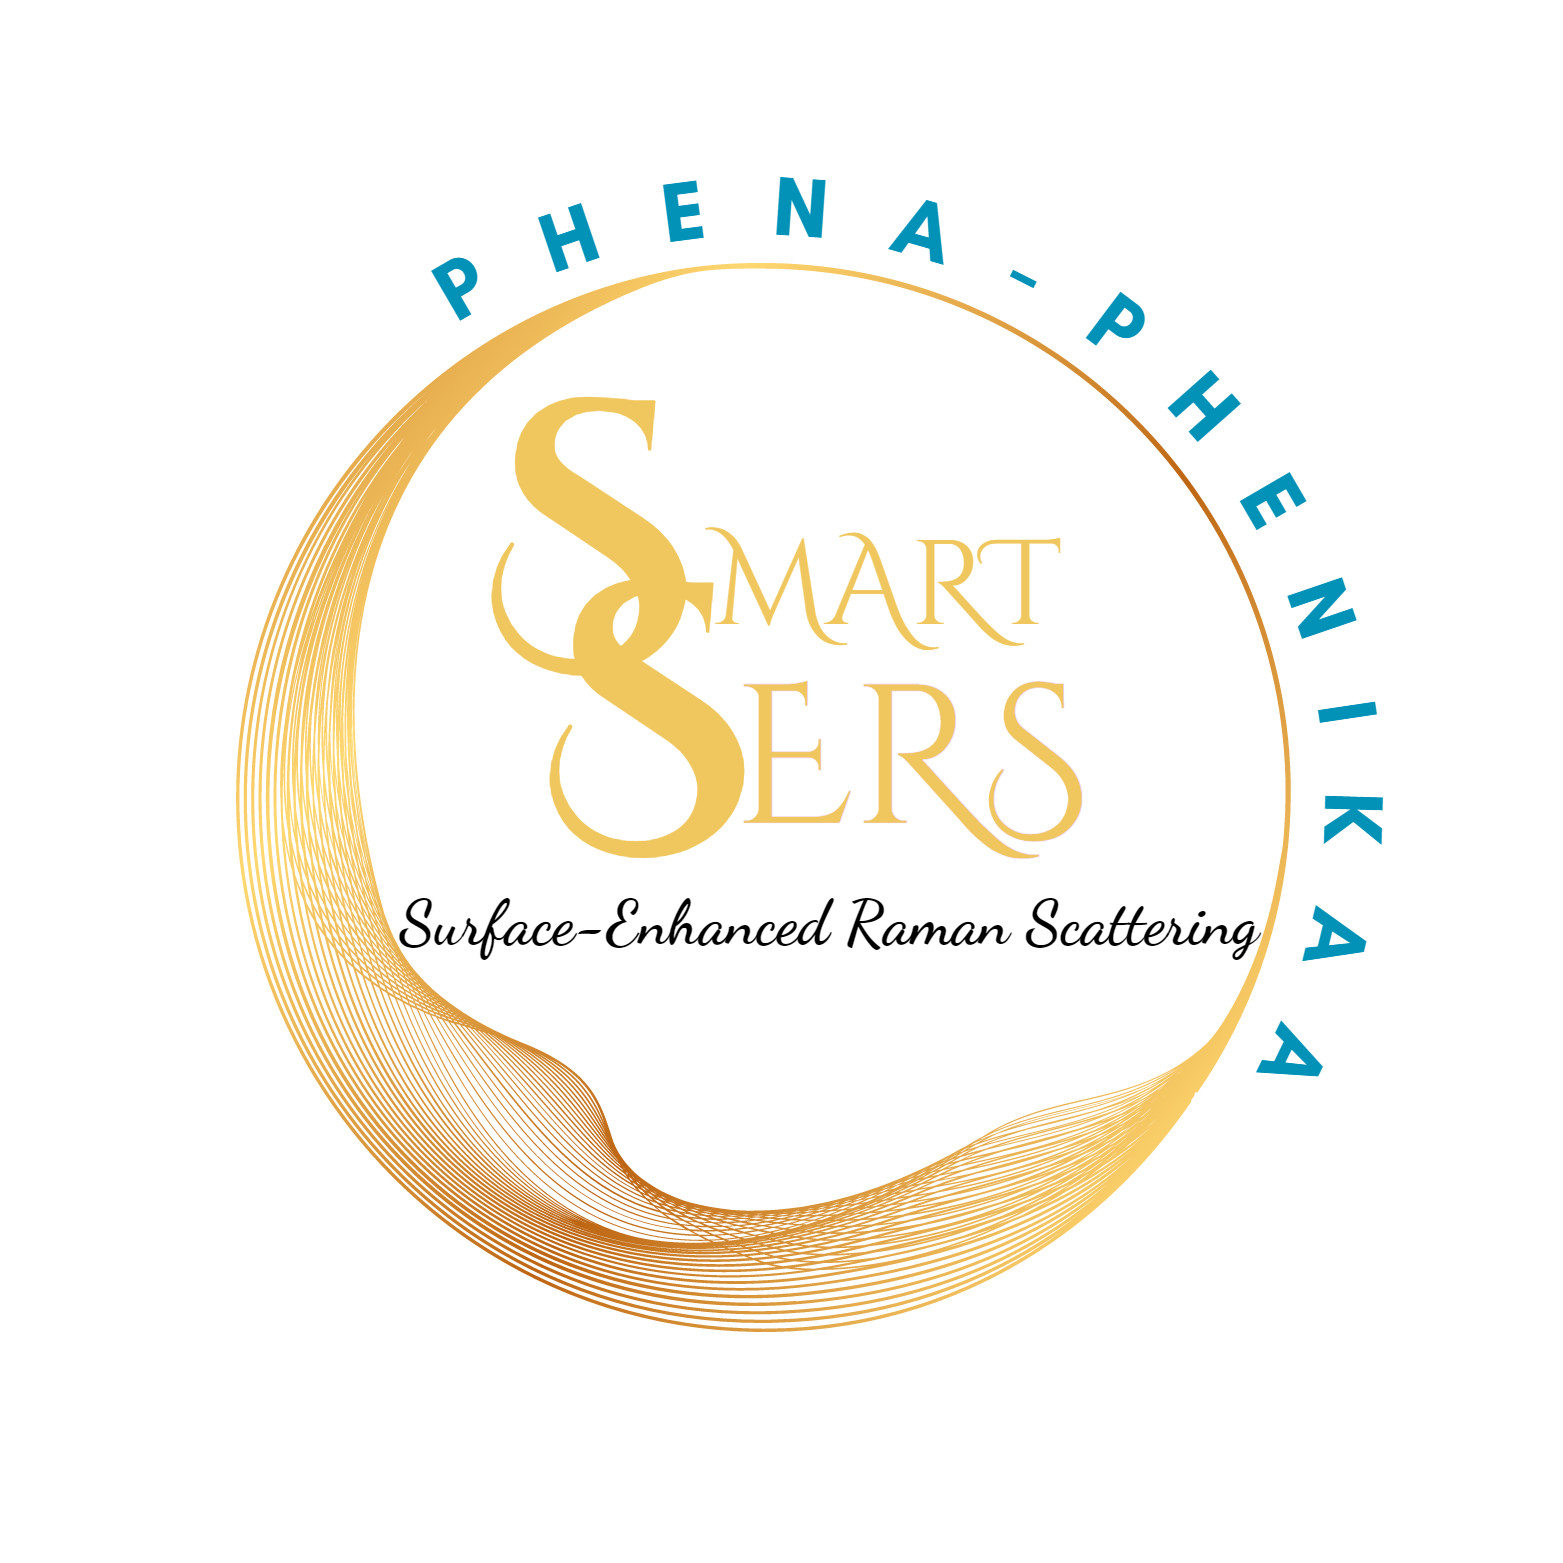 PHENA-PHENIKAA
SMART
SERS
Surface-Enhanced Raman Scattering